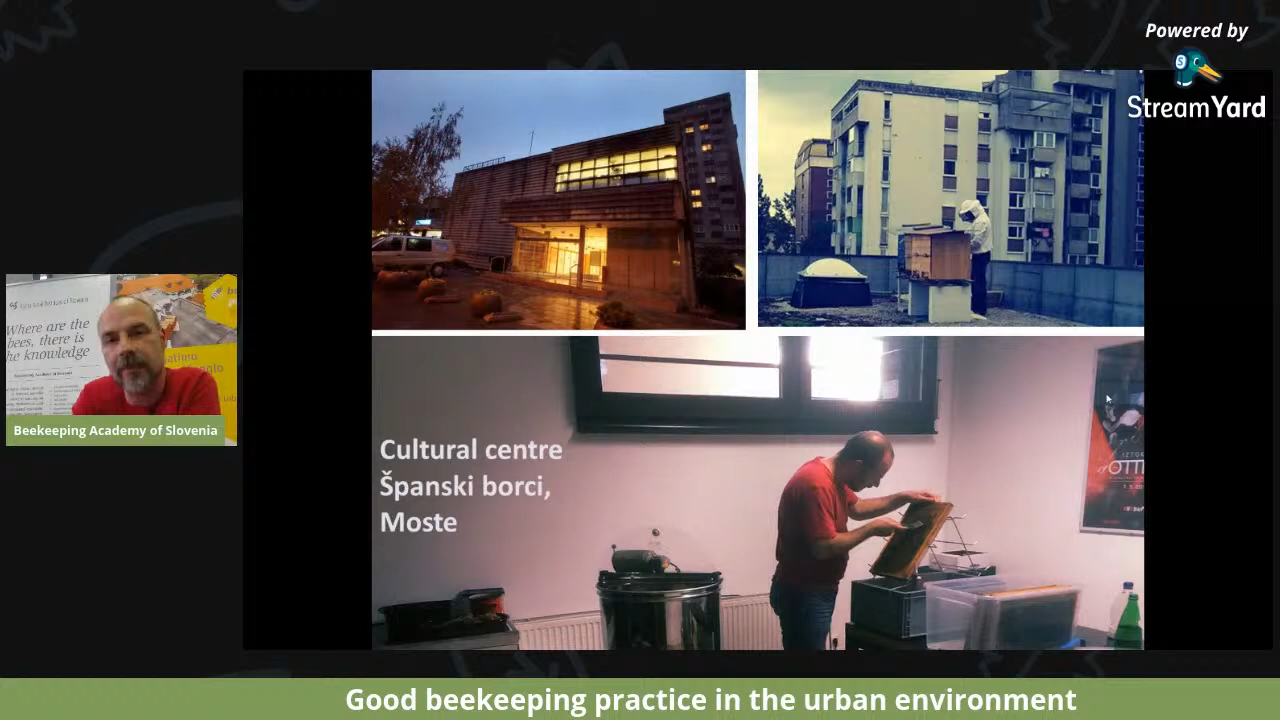 Powered by
StreamYard
Where are the
bees, there is
he knowledge
Beekeeping Academy of Slovenia
Cultural centre
Španski borci,
Moste
Good beekeeping practice in the urban environment